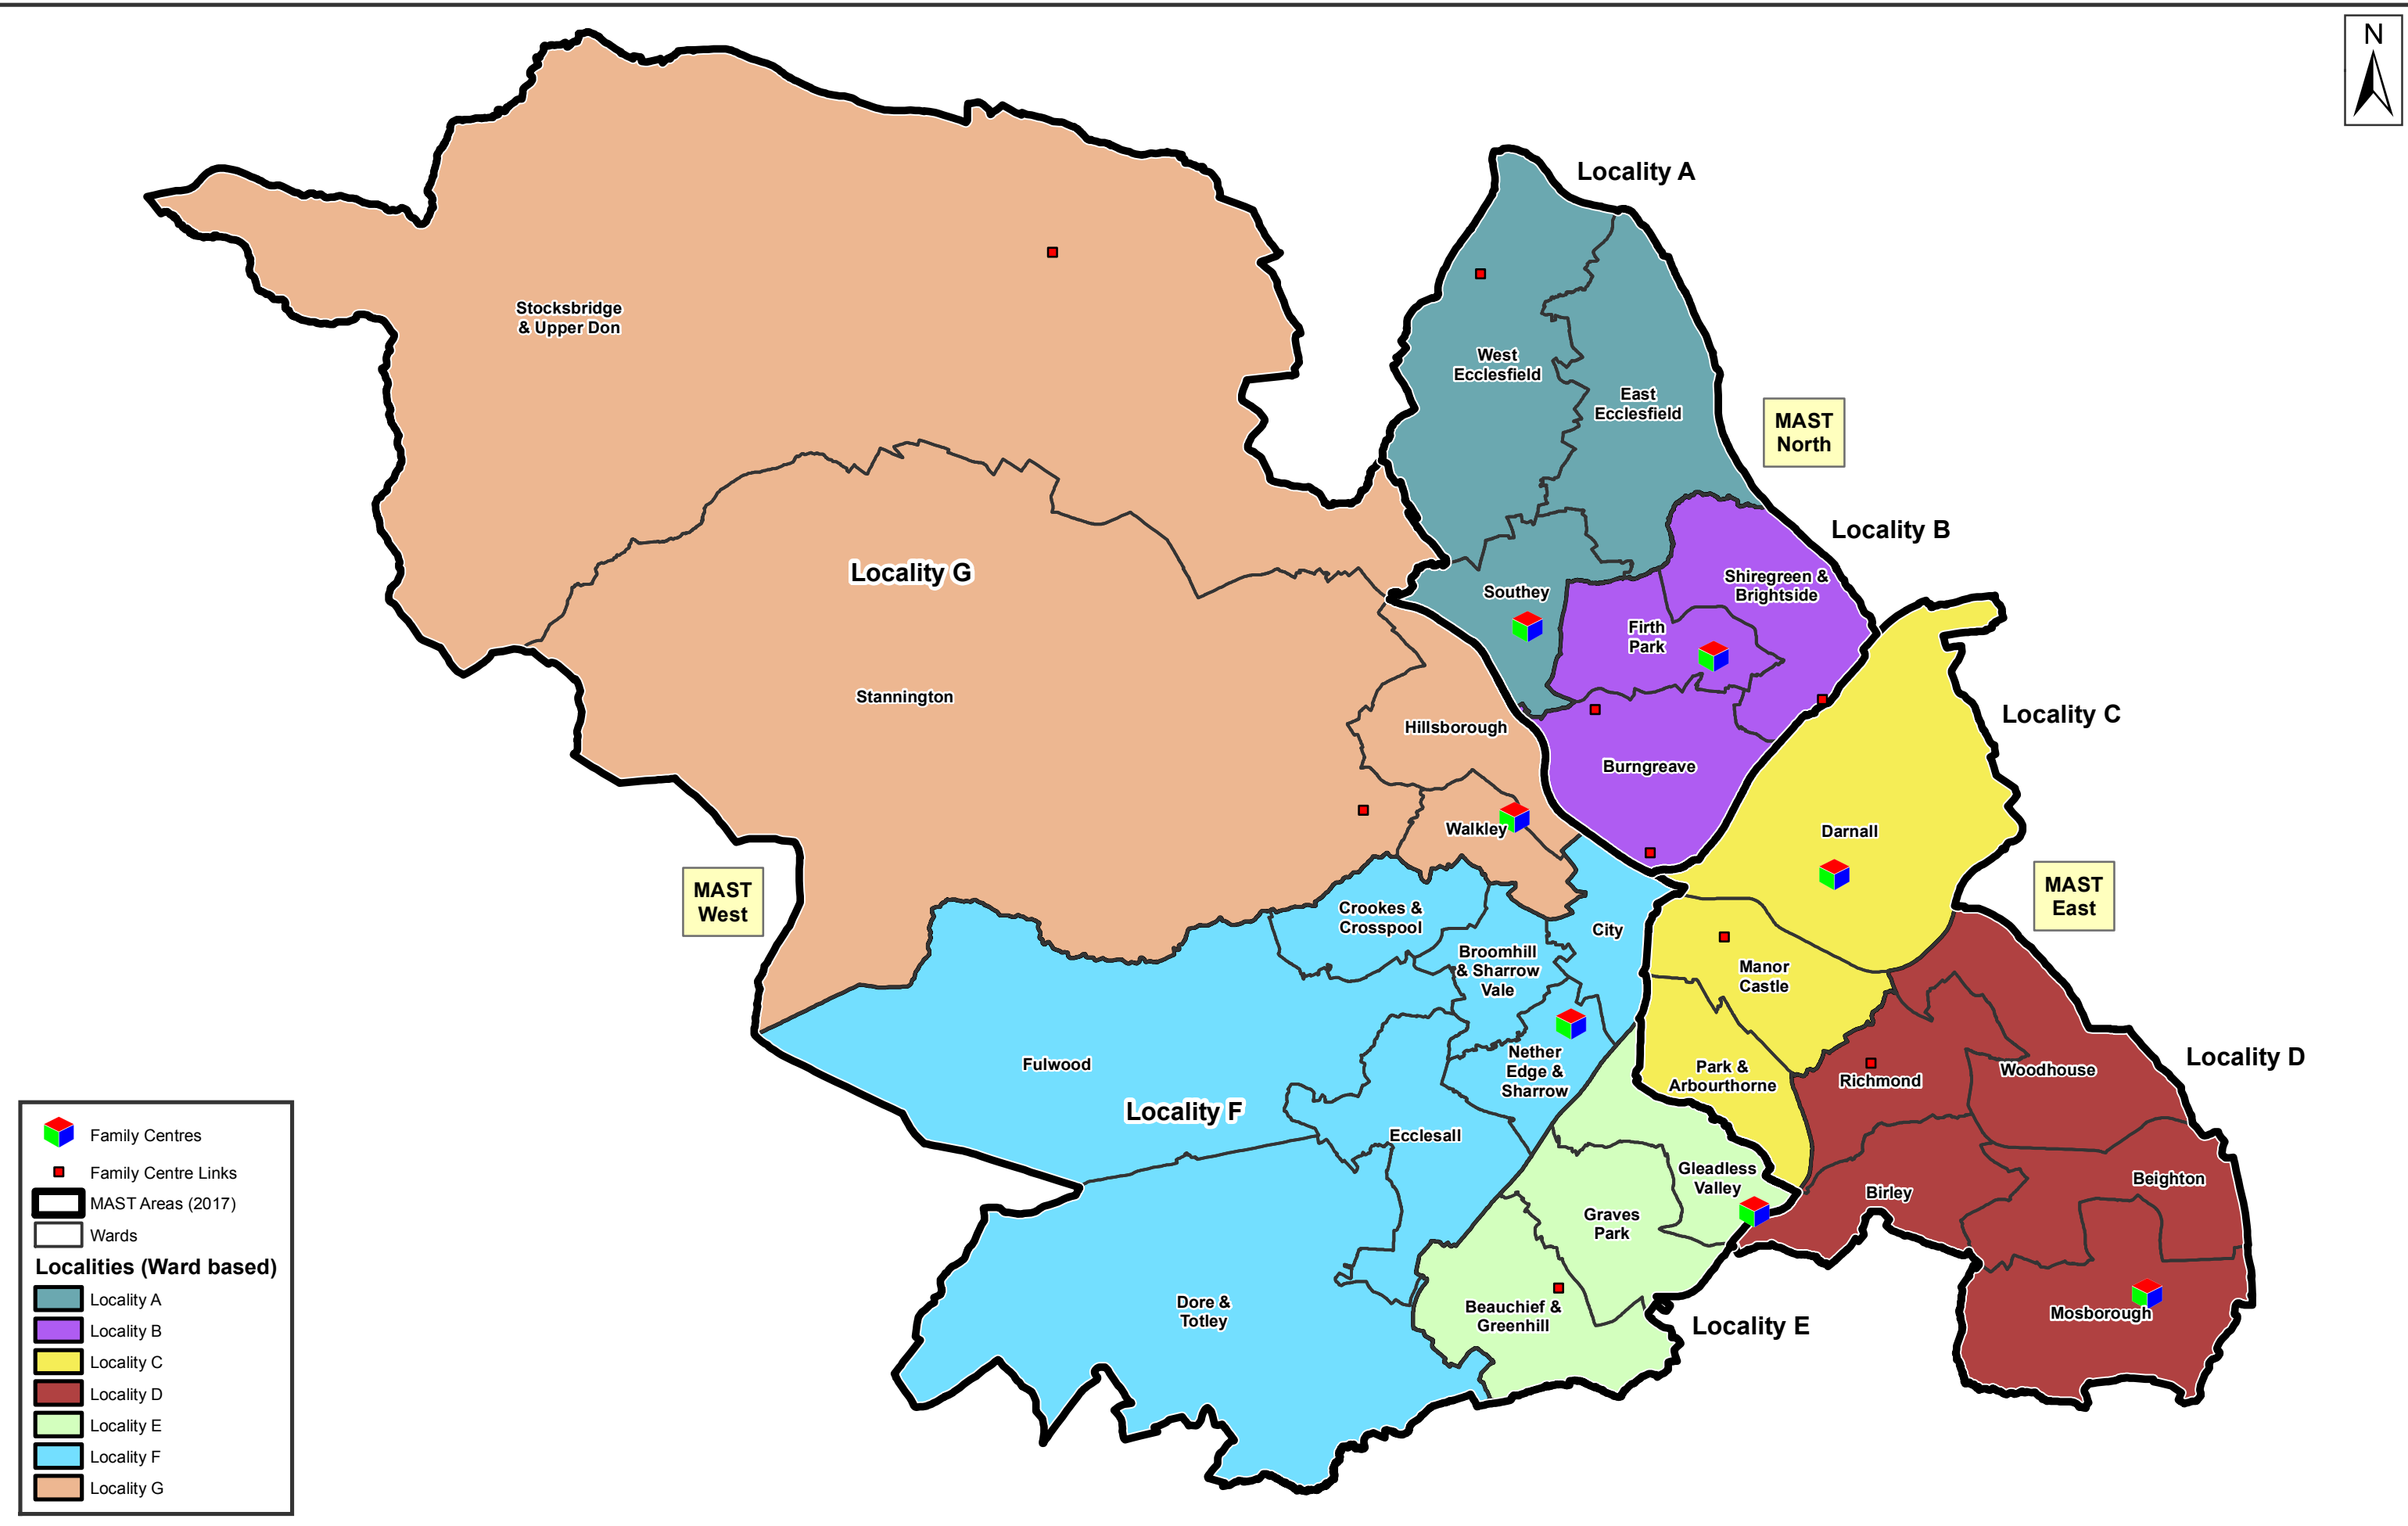 N
Locality A
Stocksbridge
& Upper Don
West
Ecclesfield
East
Ecclesfield
MAST
North
Locality B
Locality G
Shiregreen &
Brightside
Southey
Firth
Park
Stannington
Hillsborough
Locality C
Burngreave
Walkley
Darnall
MAST
West
MAST
East
Crookes &
Crosspool
City
Broomhill
& Sharrow
Vale
Manor
Castle
Fulwood
Nether
Edge &
Sharrow
Park &
Arbourthorne
Richmond
Woodhouse
Locality D
Locality F
Ecclesall
Gleadless
Valley
Birley
Beighton
Graves
Park
Dore &
Totley
Beauchief &
Greenhill
Locality E
Mosborough
Family Centres
Family Centre Links
MAST Areas (2017)
Wards
Localities (Ward based)
Locality A
Locality B
Locality C
Locality D
Locality E
Locality F
Locality G